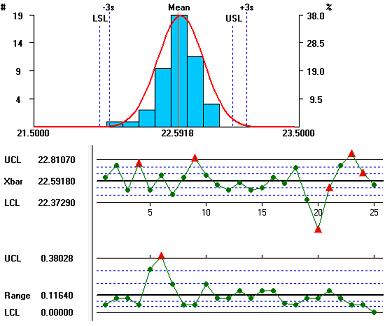 # -3s Mean +3s %
LSL USL
19 38.0
14 28.5
9 19.0
4 9.5
21.5000 22.5918 23.5000
UCL 22.81070
Xbar 22.59180
LCL 22.37290
5 10 15 20 25
UCL 0.38028
Range 0.11640
LCL 0.00000